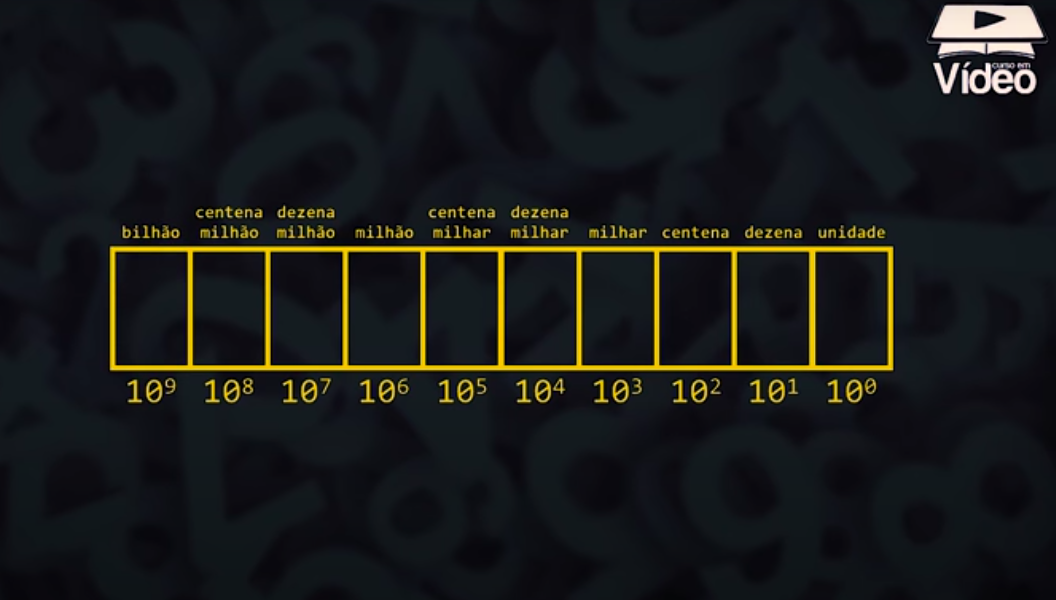 curso em
Vídeo
centena dezena centena dezena
bilhão milhão milhão milhão milhar milhar milhar centena dezena unidade
10⁹ 10⁸ 10⁷ 10⁶ 10⁵ 10⁴ 10³ 10² 10¹ 10⁰